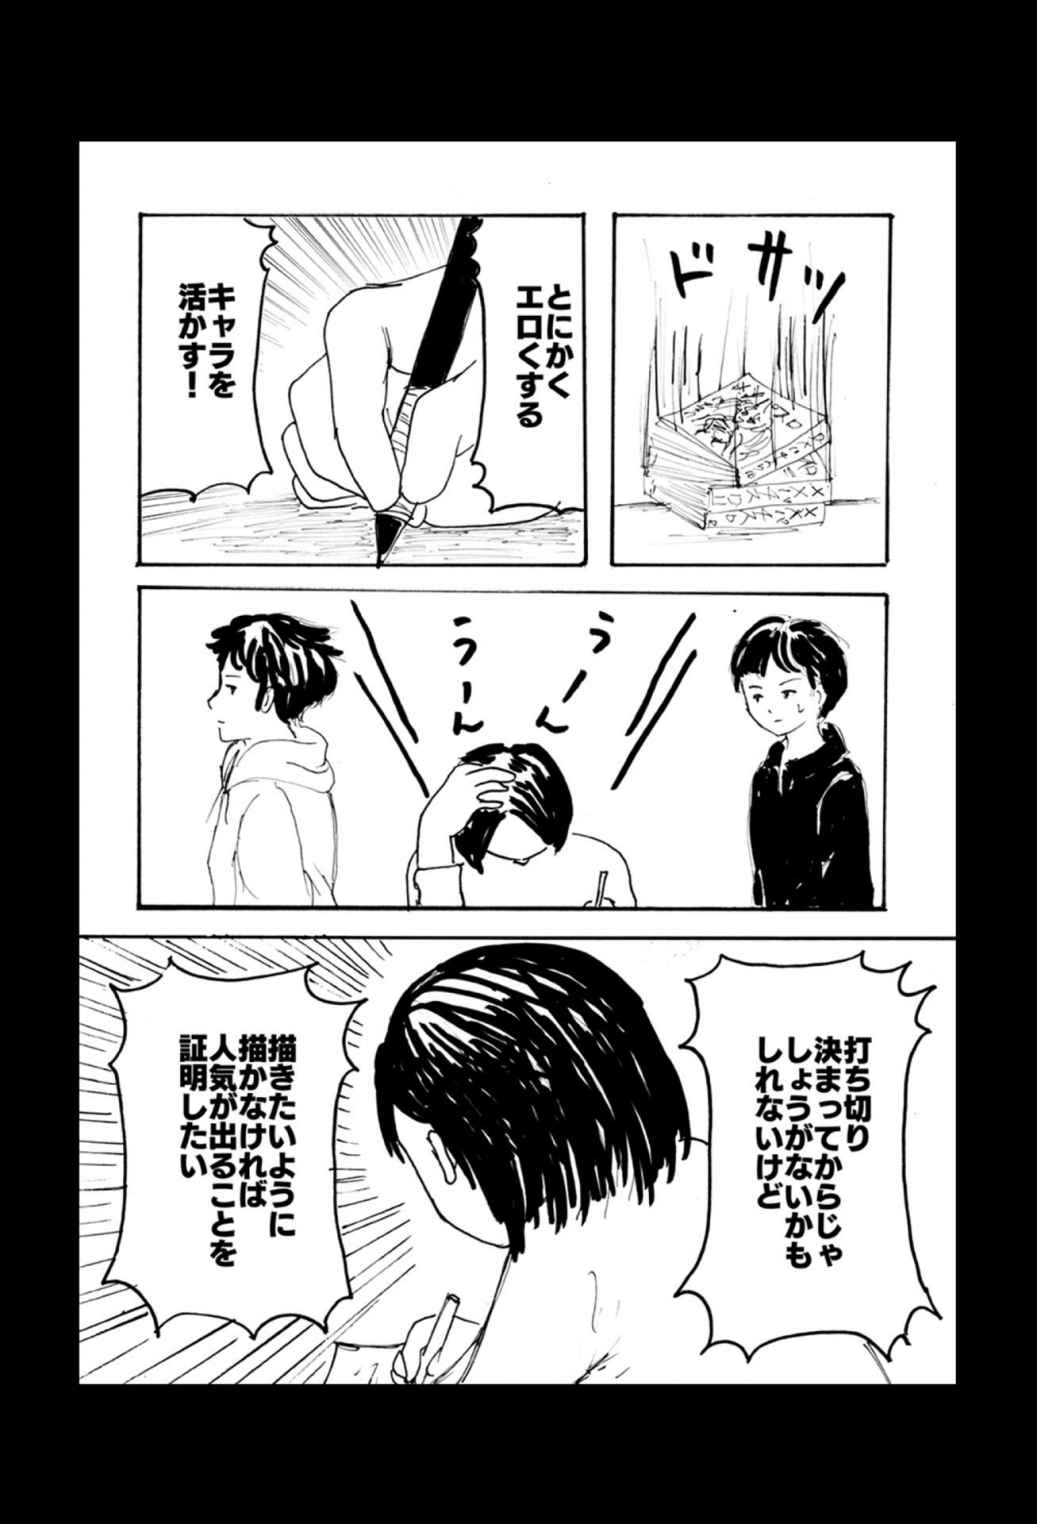 ドサッ
とにかく
エロくする
キャラを
活かす！
うーん
うーん
打ち切り
決まってからじゃ
しょうがないかも
しれないけど
描きたいように
描かなければ
人気が出ることを
証明したい